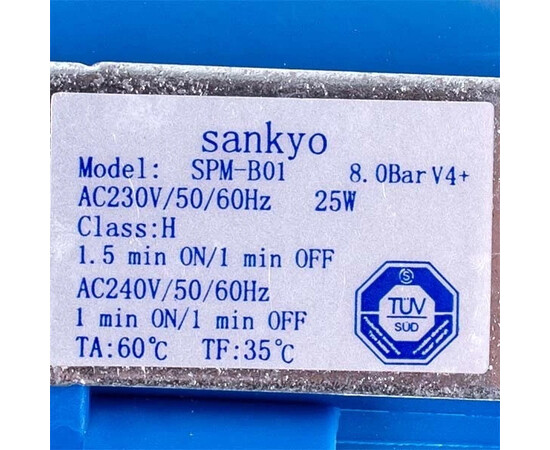 sankyo
Model: SPM-B01 8.0Bar V4+
AC230V/50/60Hz 25W
Class:H
1.5 min ON/1 min OFF
AC240V/50/60Hz
1 min ON/1 min OFF
TA:60℃ TF:35℃
S
TÜV
SÜD